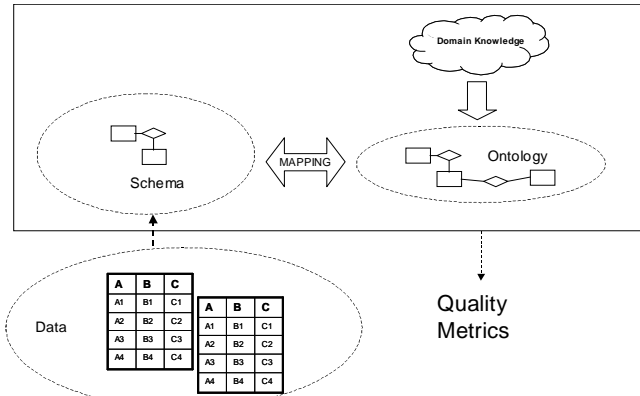 Domain Knowledge
MAPPING
Ontology
Schema
Data
A B C
A1 B1 C1
A2 B2 C2
A3 B3 C3
A4 B4 C4
A B C
A1 B1 C1
A2 B2 C2
A3 B3 C3
A4 B4 C4
Quality
Metrics